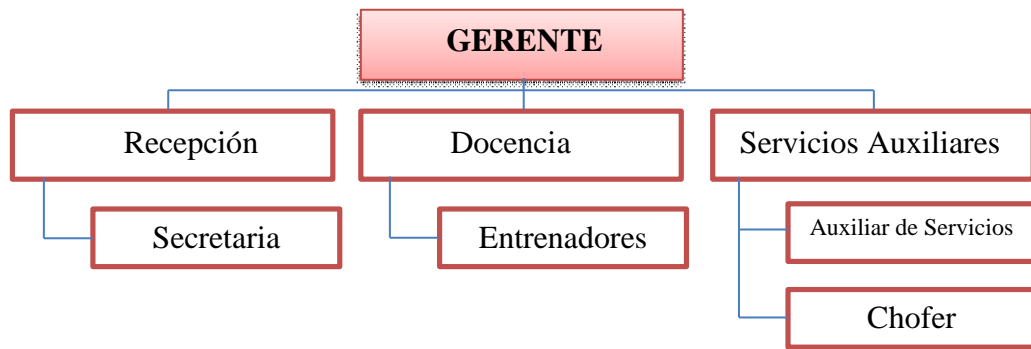 GERENTE
Recepción
Docencia
Servicios Auxiliares
Secretaria
Entrenadores
Auxiliar de Servicios
Chofer